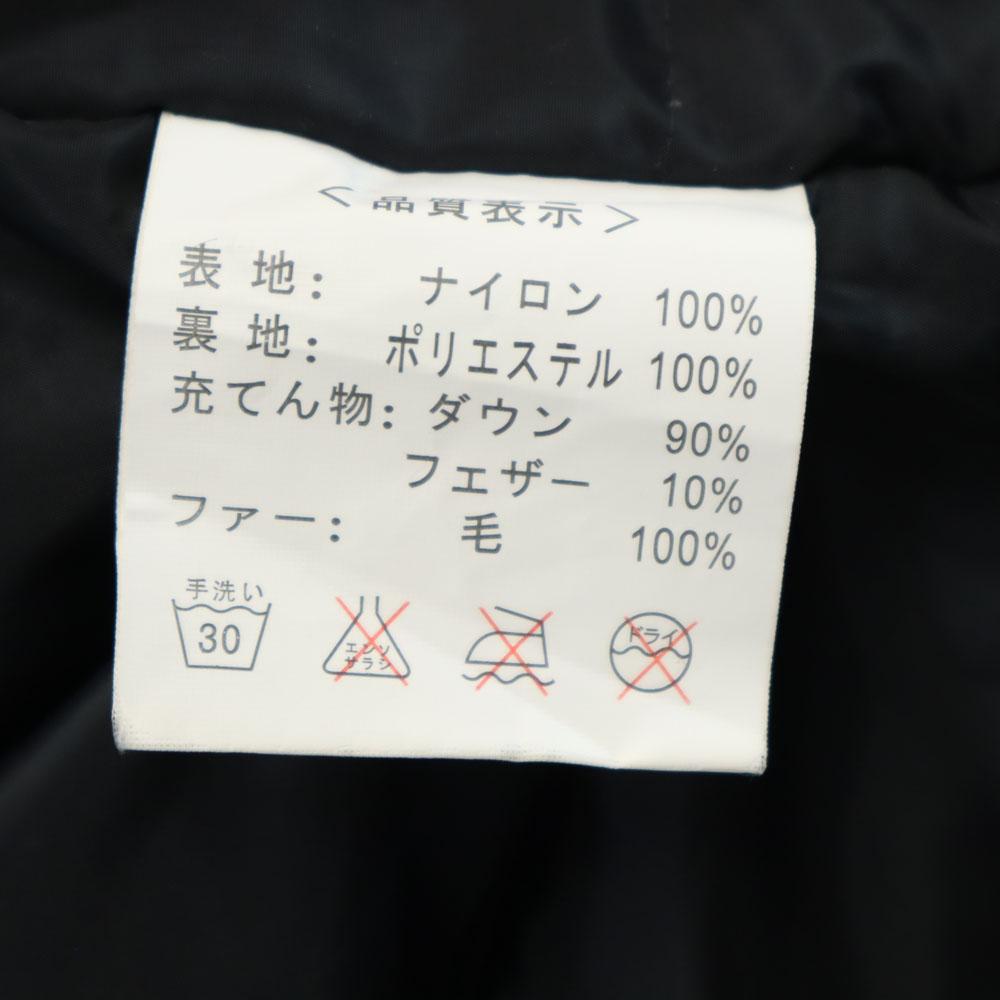 <品質表示>
表 地: ナイロン 100%
裏 地: ポリエステル 100%
充てん物: ダウン 90%
フェザー 10%
ファー: 毛 100%
手洗い
30
エンソ
サラシ
ドライ